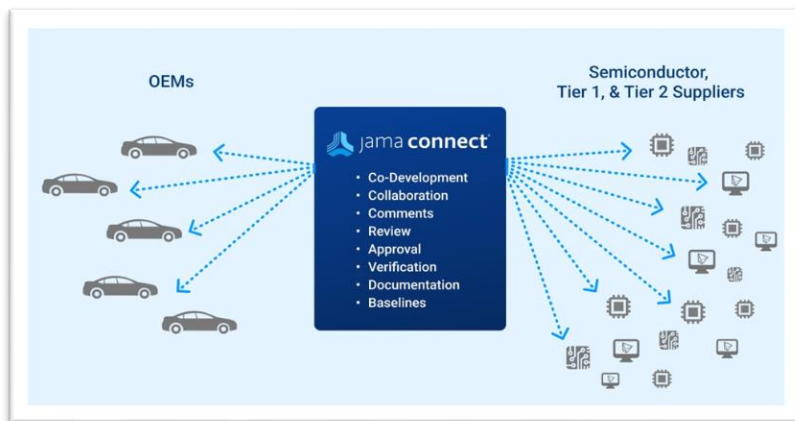 OEMs
Semiconductor,
Tier 1, & Tier 2 Suppliers
jama connect®
• Co-Development
• Collaboration
• Comments
• Review
• Approval
• Verification
• Documentation
• Baselines